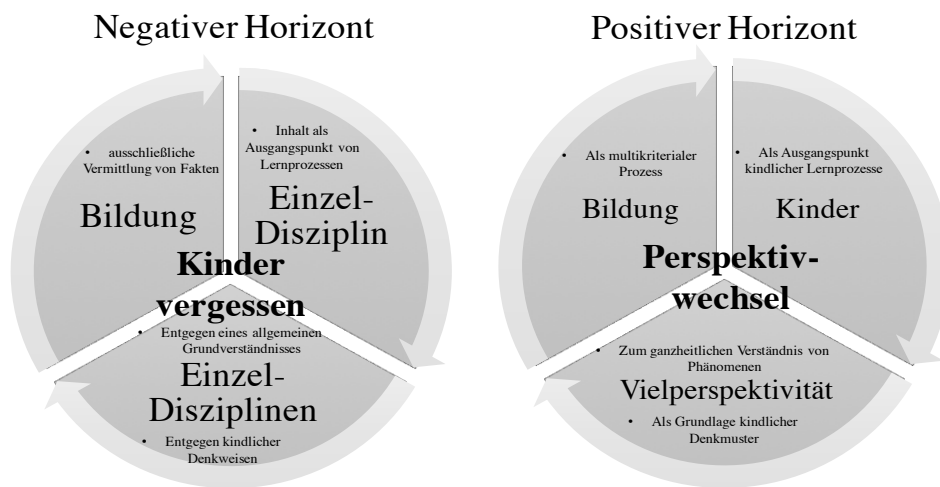 Negativer Horizont
• ausschließliche
Vermittlung von Fakten
Bildung
• Inhalt als
Ausgangspunkt von
Lernprozessen
Einzel-
Disziplin
Kinder
vergessen
• Entgegen eines allgemeinen
Grundverständnisses
Einzel-
Disziplinen
• Entgegen kindlicher
Denkweisen
Positiver Horizont
• Als multikriterialer
Prozess
Bildung
• Als Ausgangspunkt
kindlicher Lernprozesse
Kinder
Perspektiv-
wechsel
• Zum ganzheitlichen Verständnis von
Phänomenen
Vielperspektivität
• Als Grundlage kindlicher
Denkmuster